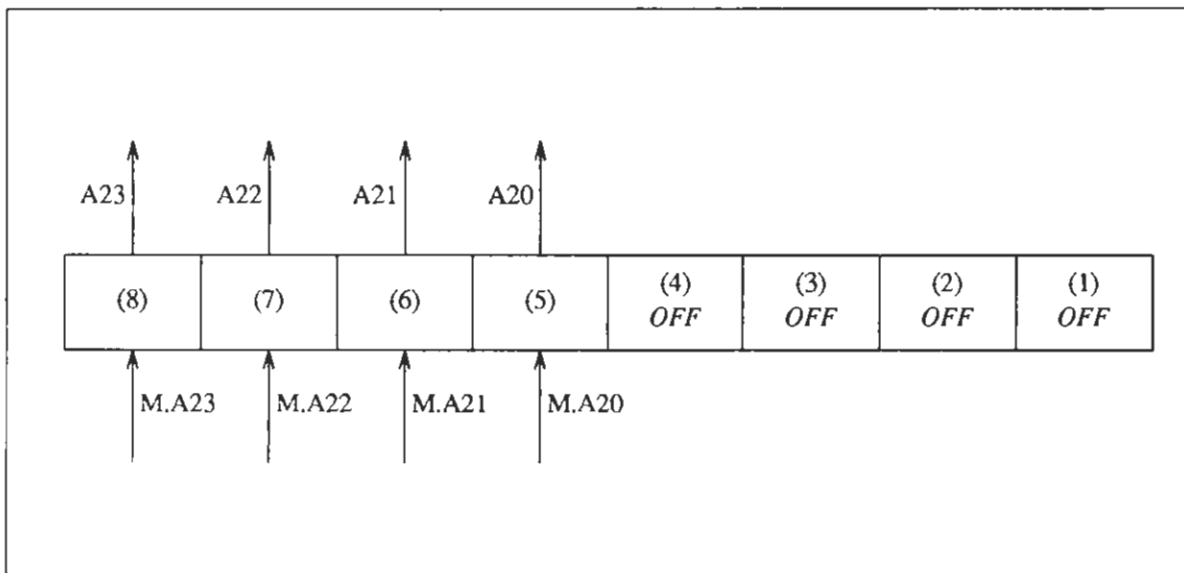 A23 A22 A21 A20
(8) (7) (6) (5) (4) (3) (2) (1)
OFF OFF OFF OFF
M.A23 M.A22 M.A21 M.A20